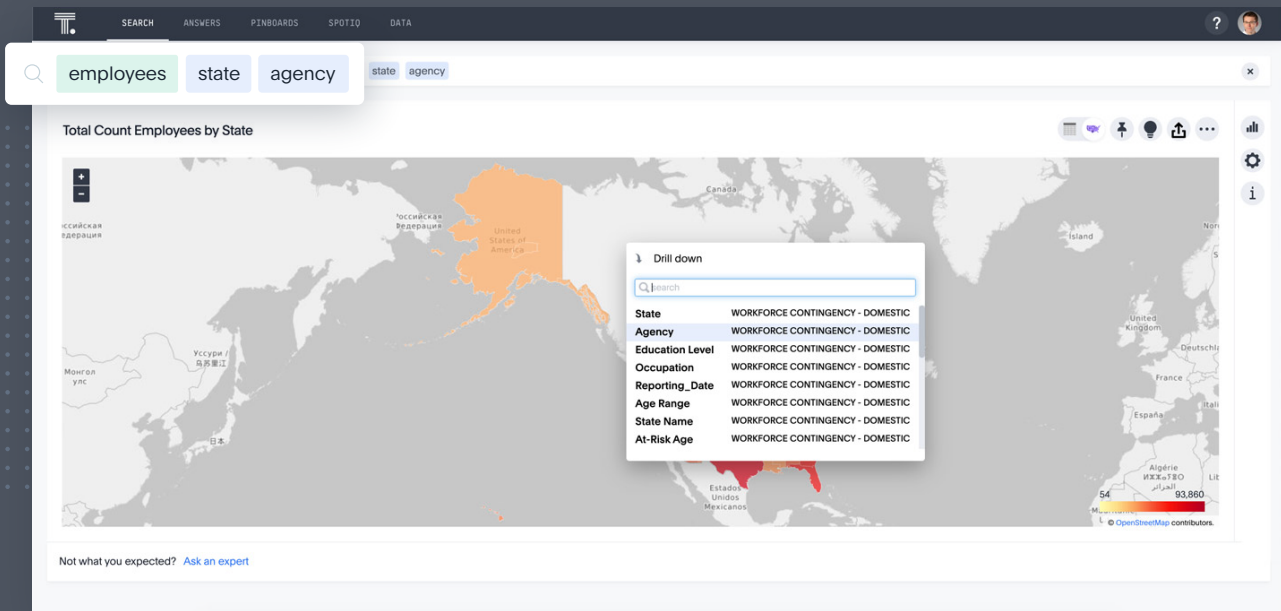 T.
SEARCH ANSWERS PINBOARDS SPOTIQ DATA
?
employees state agency
state agency
Total Count Employees by State
+
-
Canada
Российская
Федерация
United
States of
America
Island
Drill down
Search
State WORKFORCE CONTINGENCY - DOMESTIC
Agency WORKFORCE CONTINGENCY - DOMESTIC
Education Level WORKFORCE CONTINGENCY - DOMESTIC
Occupation WORKFORCE CONTINGENCY - DOMESTIC
Reporting_Date WORKFORCE CONTINGENCY - DOMESTIC
Age Range WORKFORCE CONTINGENCY - DOMESTIC
State Name WORKFORCE CONTINGENCY - DOMESTIC
At-Risk Age WORKFORCE CONTINGENCY - DOMESTIC
United
Kingdom
Уссури /
乌苏里江
Монгол
улс
France
España
日本
Estados
Unidos
Mexicanos
Algérie
ⵍⵣⵣⴰⵢⴻⵔ
الجزائر
54 93,860
© OpenStreetMap contributors.
Not what you expected? Ask an expert